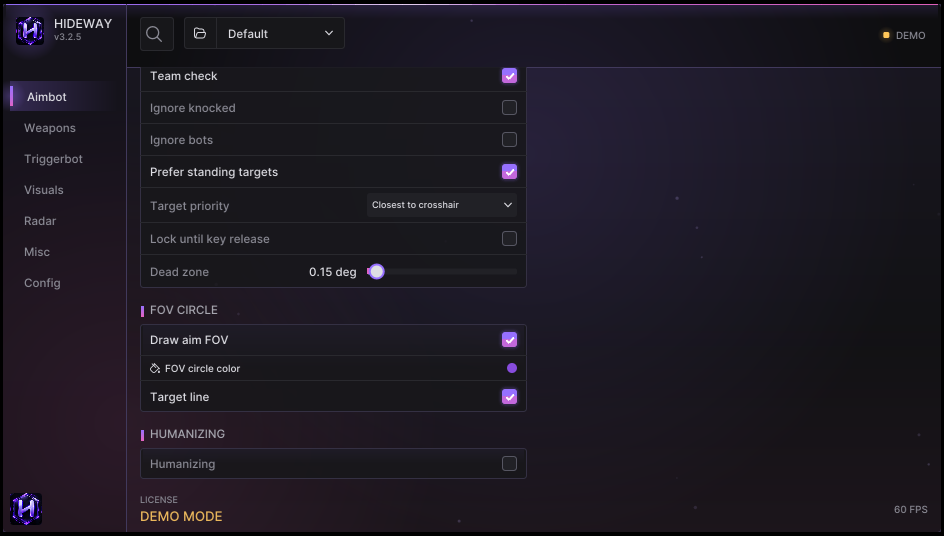 HIDEWAY
v3.2.5
Default
DEMO
Aimbot
Weapons
Triggerbot
Visuals
Radar
Misc
Config
Team check
Ignore knocked
Ignore bots
Prefer standing targets
Target priority Closest to crosshair
Lock until key release
Dead zone 0.15 deg
FOV CIRCLE
Draw aim FOV
FOV circle color
Target line
HUMANIZING
Humanizing
LICENSE
DEMO MODE
60 FPS